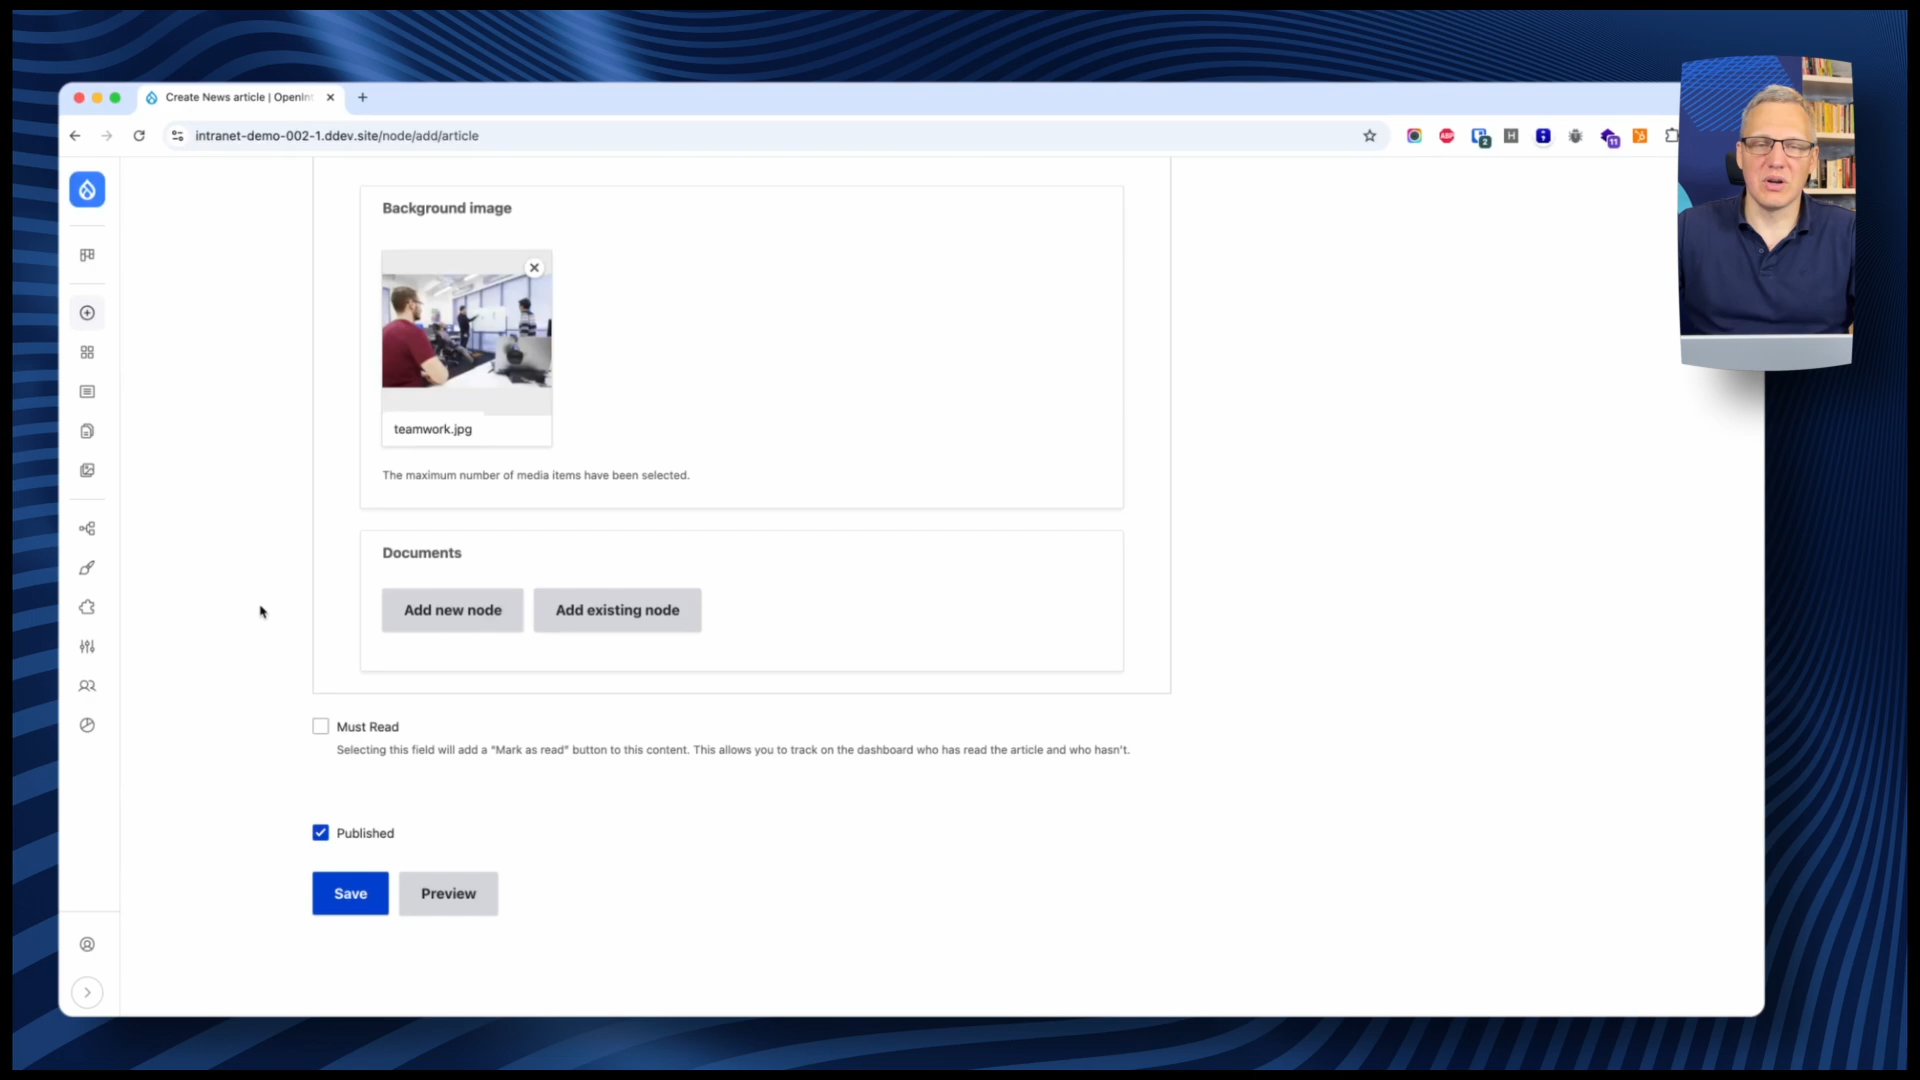 Create News article | OpenInt
intranet-demo-002-1.ddev.site/node/add/article
ABP
2
H
11
Background image
teamwork.jpg
The maximum number of media items have been selected.
Documents
Add new node
Add existing node
Must Read
Selecting this field will add a “Mark as read” button to this content. This allows you to track on the dashboard who has read the article and who hasn't.
Published
Save
Preview